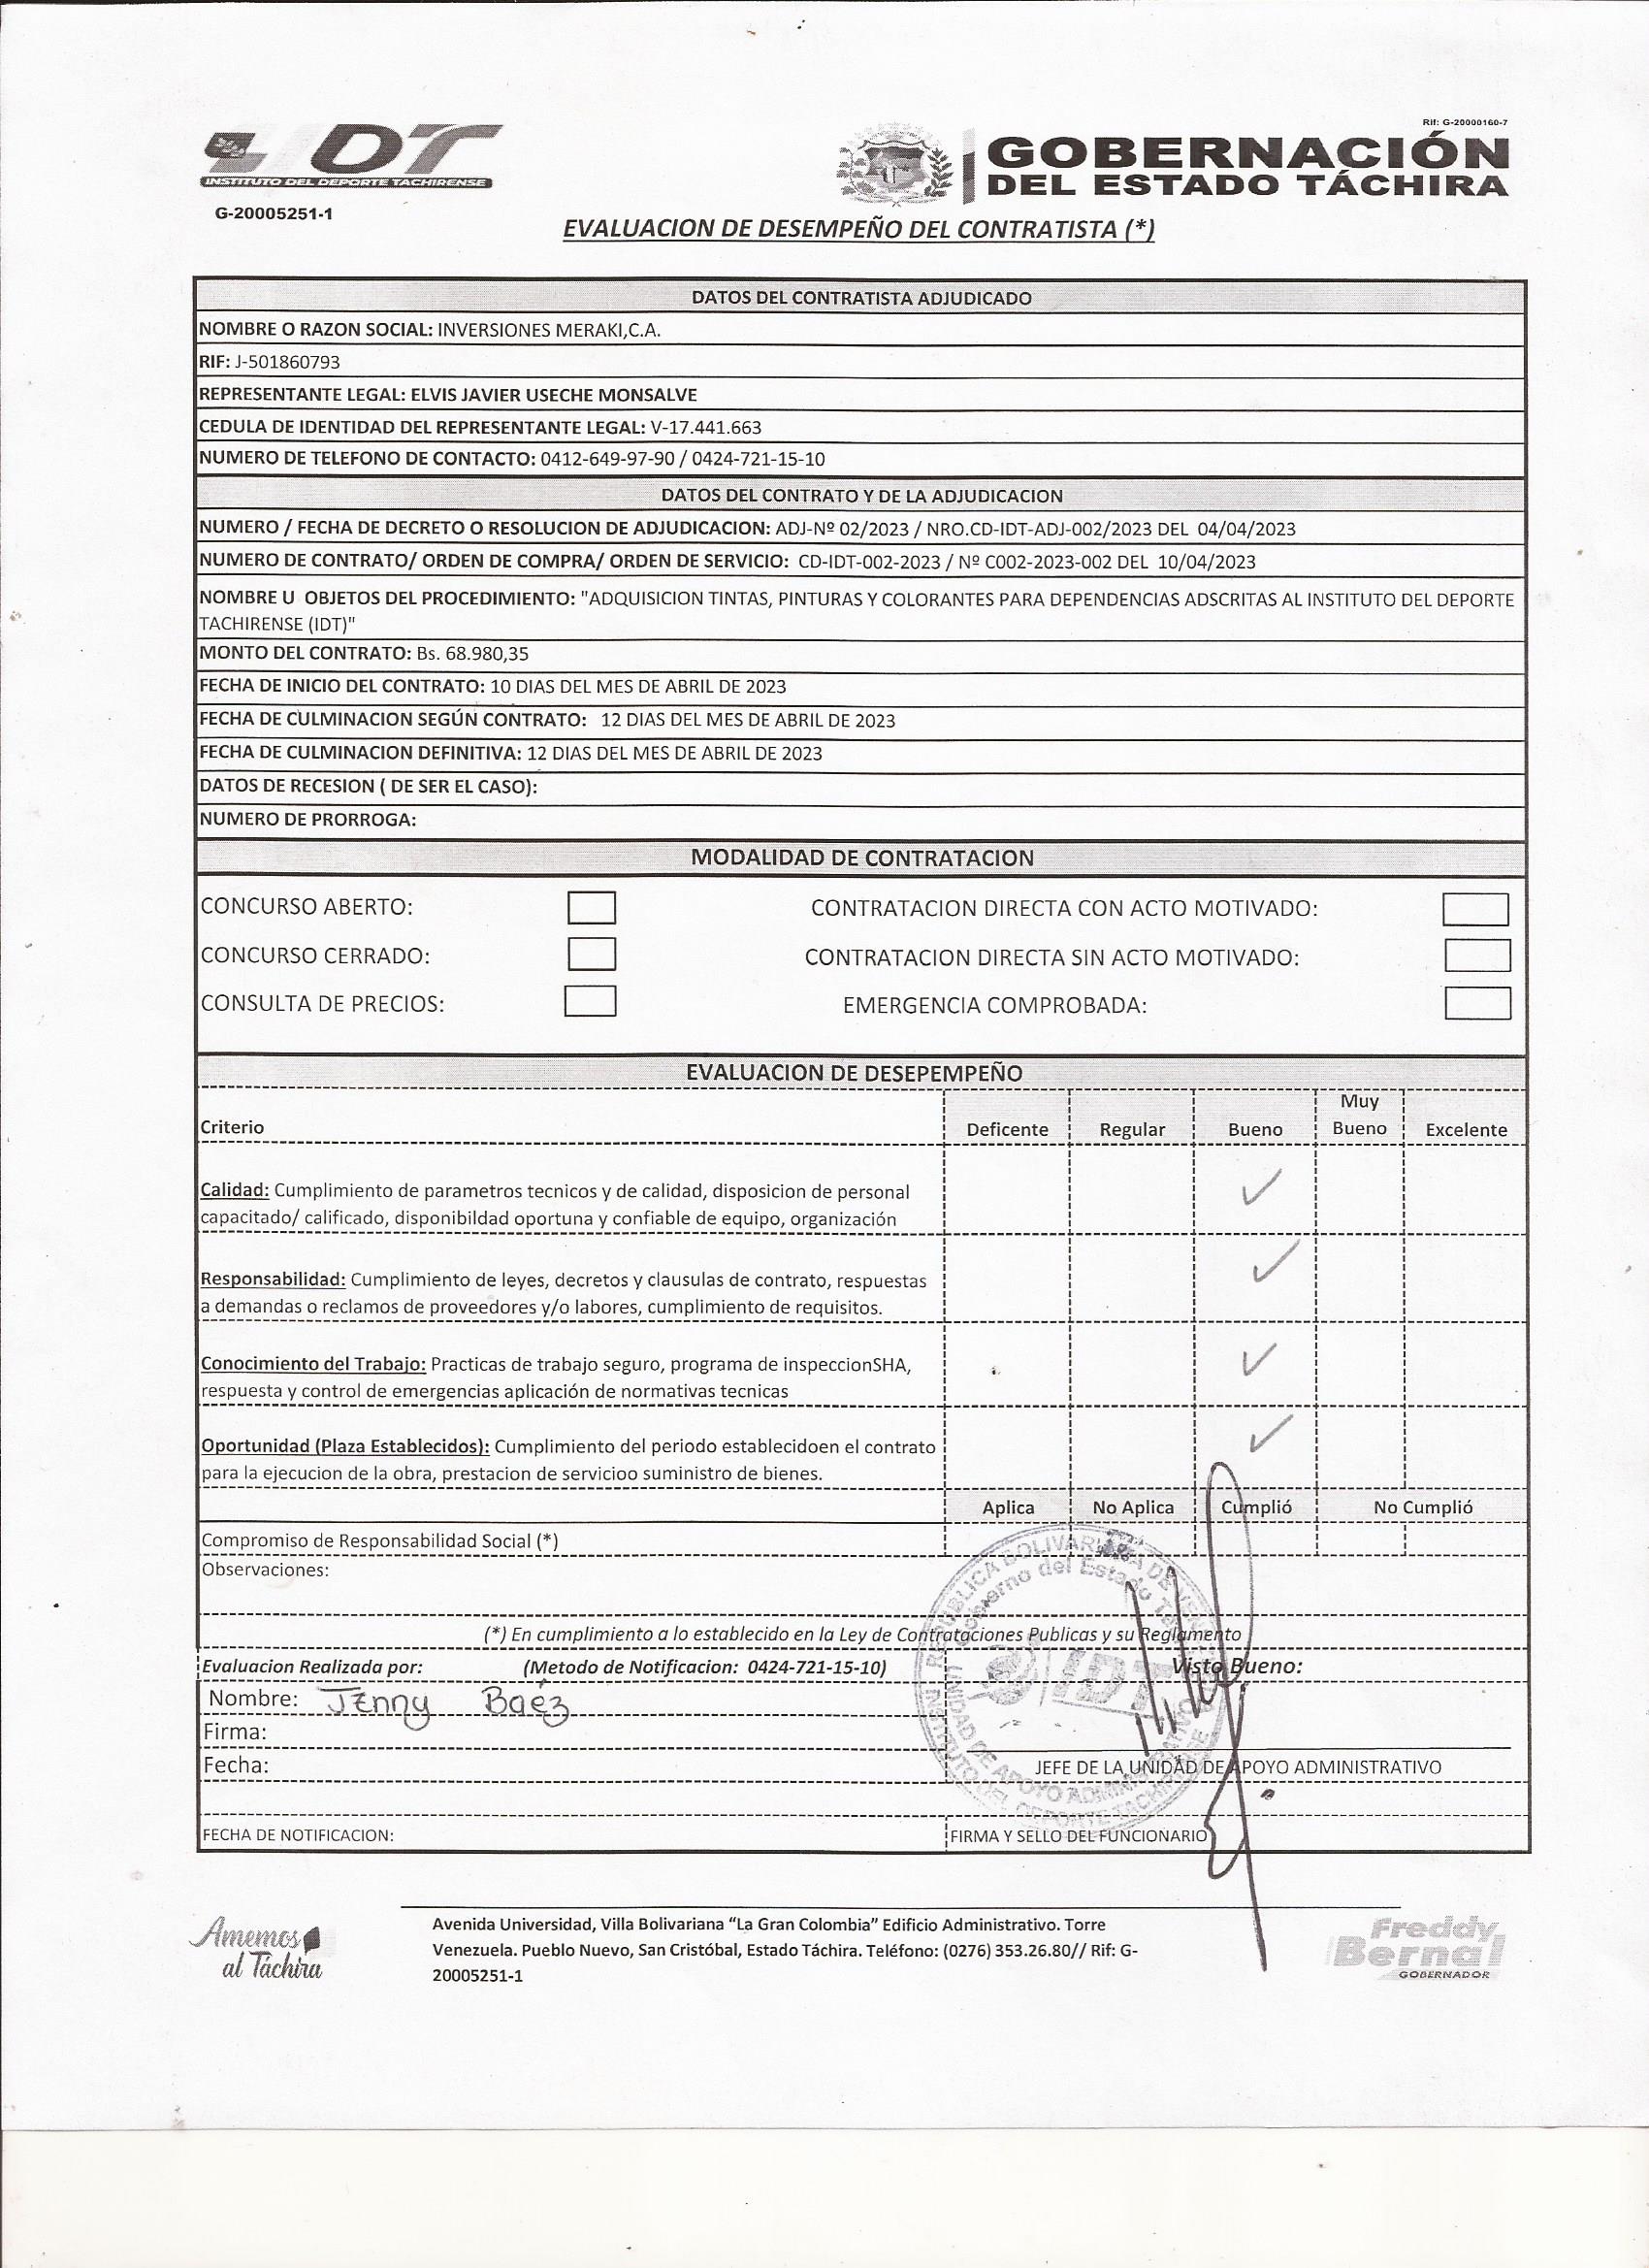 Rif: G-20000160-7
IDT
INSTITUTO DEL DEPORTE TACHIRENSE
G-20005251-1
GOBERNACIÓN
DEL ESTADO TÁCHIRA
EVALUACION DE DESEMPEÑO DEL CONTRATISTA (*)
DATOS DEL CONTRATISTA ADJUDICADO
NOMBRE O RAZON SOCIAL: INVERSIONES MERAKI,C.A.
RIF: J-501860793
REPRESENTANTE LEGAL: ELVIS JAVIER USECHE MONSALVE
CEDULA DE IDENTIDAD DEL REPRESENTANTE LEGAL: V-17.441.663
NUMERO DE TELEFONO DE CONTACTO: 0412-649-97-90 / 0424-721-15-10
DATOS DEL CONTRATO Y DE LA ADJUDICACION
NUMERO / FECHA DE DECRETO O RESOLUCION DE ADJUDICACION: ADJ-Nº 02/2023 / NRO.CD-IDT-ADJ-002/2023 DEL 04/04/2023
NUMERO DE CONTRATO/ ORDEN DE COMPRA/ ORDEN DE SERVICIO: CD-IDT-002-2023 / Nº C002-2023-002 DEL 10/04/2023
NOMBRE U OBJETOS DEL PROCEDIMIENTO: "ADQUISICION TINTAS, PINTURAS Y COLORANTES PARA DEPENDENCIAS ADSCRITAS AL INSTITUTO DEL DEPORTE
TACHIRENSE (IDT)"
MONTO DEL CONTRATO: Bs. 68.980,35
FECHA DE INICIO DEL CONTRATO: 10 DIAS DEL MES DE ABRIL DE 2023
FECHA DE CULMINACION SEGÚN CONTRATO: 12 DIAS DEL MES DE ABRIL DE 2023
FECHA DE CULMINACION DEFINITIVA: 12 DIAS DEL MES DE ABRIL DE 2023
DATOS DE RECESION ( DE SER EL CASO):
NUMERO DE PRORROGA:
MODALIDAD DE CONTRATACION
CONCURSO ABERTO: CONTRATACION DIRECTA CON ACTO MOTIVADO:
CONCURSO CERRADO: CONTRATACION DIRECTA SIN ACTO MOTIVADO:
CONSULTA DE PRECIOS: EMERGENCIA COMPROBADA:
EVALUACION DE DESEPEMPEÑO
Criterio Deficente Regular Bueno Muy Bueno Excelente
Calidad: Cumplimiento de parametros tecnicos y de calidad, disposicion de personal
capacitado/ calificado, disponibildad oportuna y confiable de equipo, organización
Responsabilidad: Cumplimiento de leyes, decretos y clausulas de contrato, respuestas
a demandas o reclamos de proveedores y/o labores, cumplimiento de requisitos.
Conocimiento del Trabajo: Practicas de trabajo seguro, programa de inspeccionSHA,
respuesta y control de emergencias aplicación de normativas tecnicas
Oportunidad (Plaza Establecidos): Cumplimiento del periodo establecidoen el contrato
para la ejecucion de la obra, prestacion de servicioo suministro de bienes.
Aplica No Aplica Cumplió No Cumplió
Compromiso de Responsabilidad Social (*)
Observaciones:
(*) En cumplimiento a lo establecido en la Ley de Contrataciones Publicas y su Reglamento
Evaluacion Realizada por: (Metodo de Notificacion: 0424-721-15-10) Visto Bueno:
Nombre: Jenny Baéz
Firma:
Fecha:
JEFE DE LA UNIDAD DE APOYO ADMINISTRATIVO
FECHA DE NOTIFICACION: FIRMA Y SELLO DEL FUNCIONARIO
Amemos
al Táchira
Avenida Universidad, Villa Bolivariana “La Gran Colombia” Edificio Administrativo. Torre
Venezuela. Pueblo Nuevo, San Cristóbal, Estado Táchira. Teléfono: (0276) 353.26.80// Rif: G-
20005251-1
Freddy
Bernal
GOBERNADOR